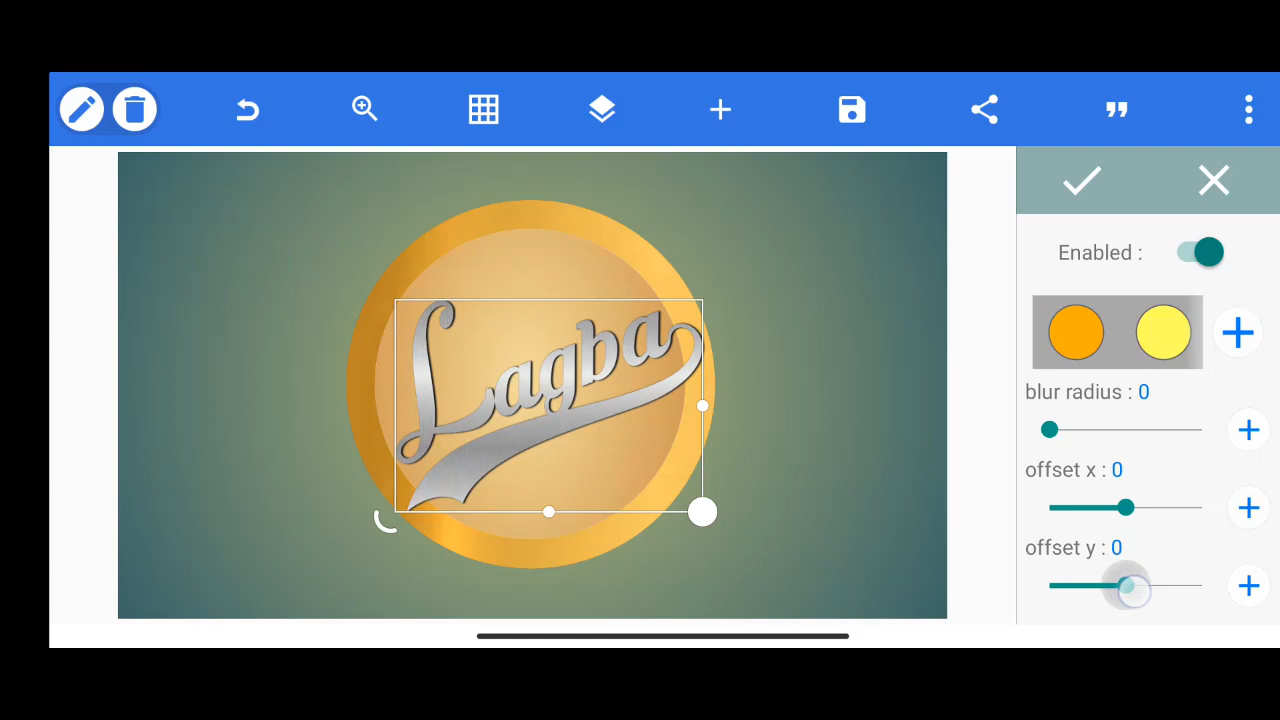 Enabled :
Lagba
blur radius : 0
offset x : 0
offset y : 0